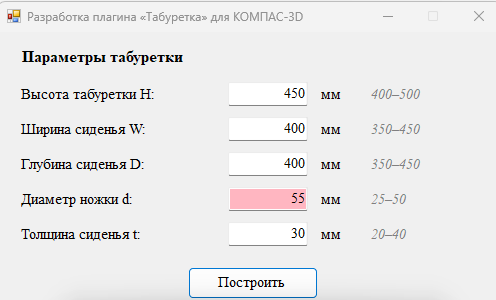 Разработка плагина «Табуретка» для КОМПАС-3D
Параметры табуретки
Высота табуретки H: 450 мм 400–500
Ширина сиденья W: 400 мм 350–450
Глубина сиденья D: 400 мм 350–450
Диаметр ножки d: 55 мм 25–50
Толщина сиденья t: 30 мм 20–40
Построить